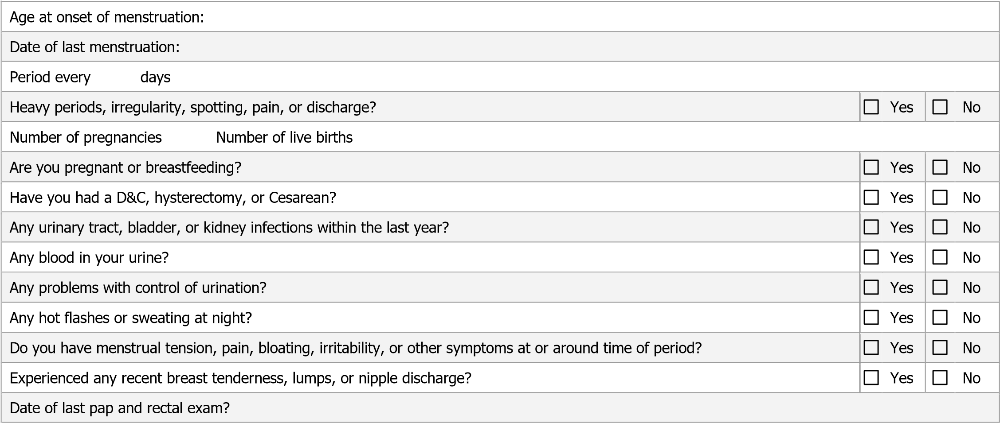 Age at onset of menstruation:
Date of last menstruation:
Period every days
Heavy periods, irregularity, spotting, pain, or discharge? Yes No
Number of pregnancies Number of live births
Are you pregnant or breastfeeding? Yes No
Have you had a D&C, hysterectomy, or Cesarean? Yes No
Any urinary tract, bladder, or kidney infections within the last year? Yes No
Any blood in your urine? Yes No
Any problems with control of urination? Yes No
Any hot flashes or sweating at night? Yes No
Do you have menstrual tension, pain, bloating, irritability, or other symptoms at or around time of period? Yes No
Experienced any recent breast tenderness, lumps, or nipple discharge? Yes No
Date of last pap and rectal exam?